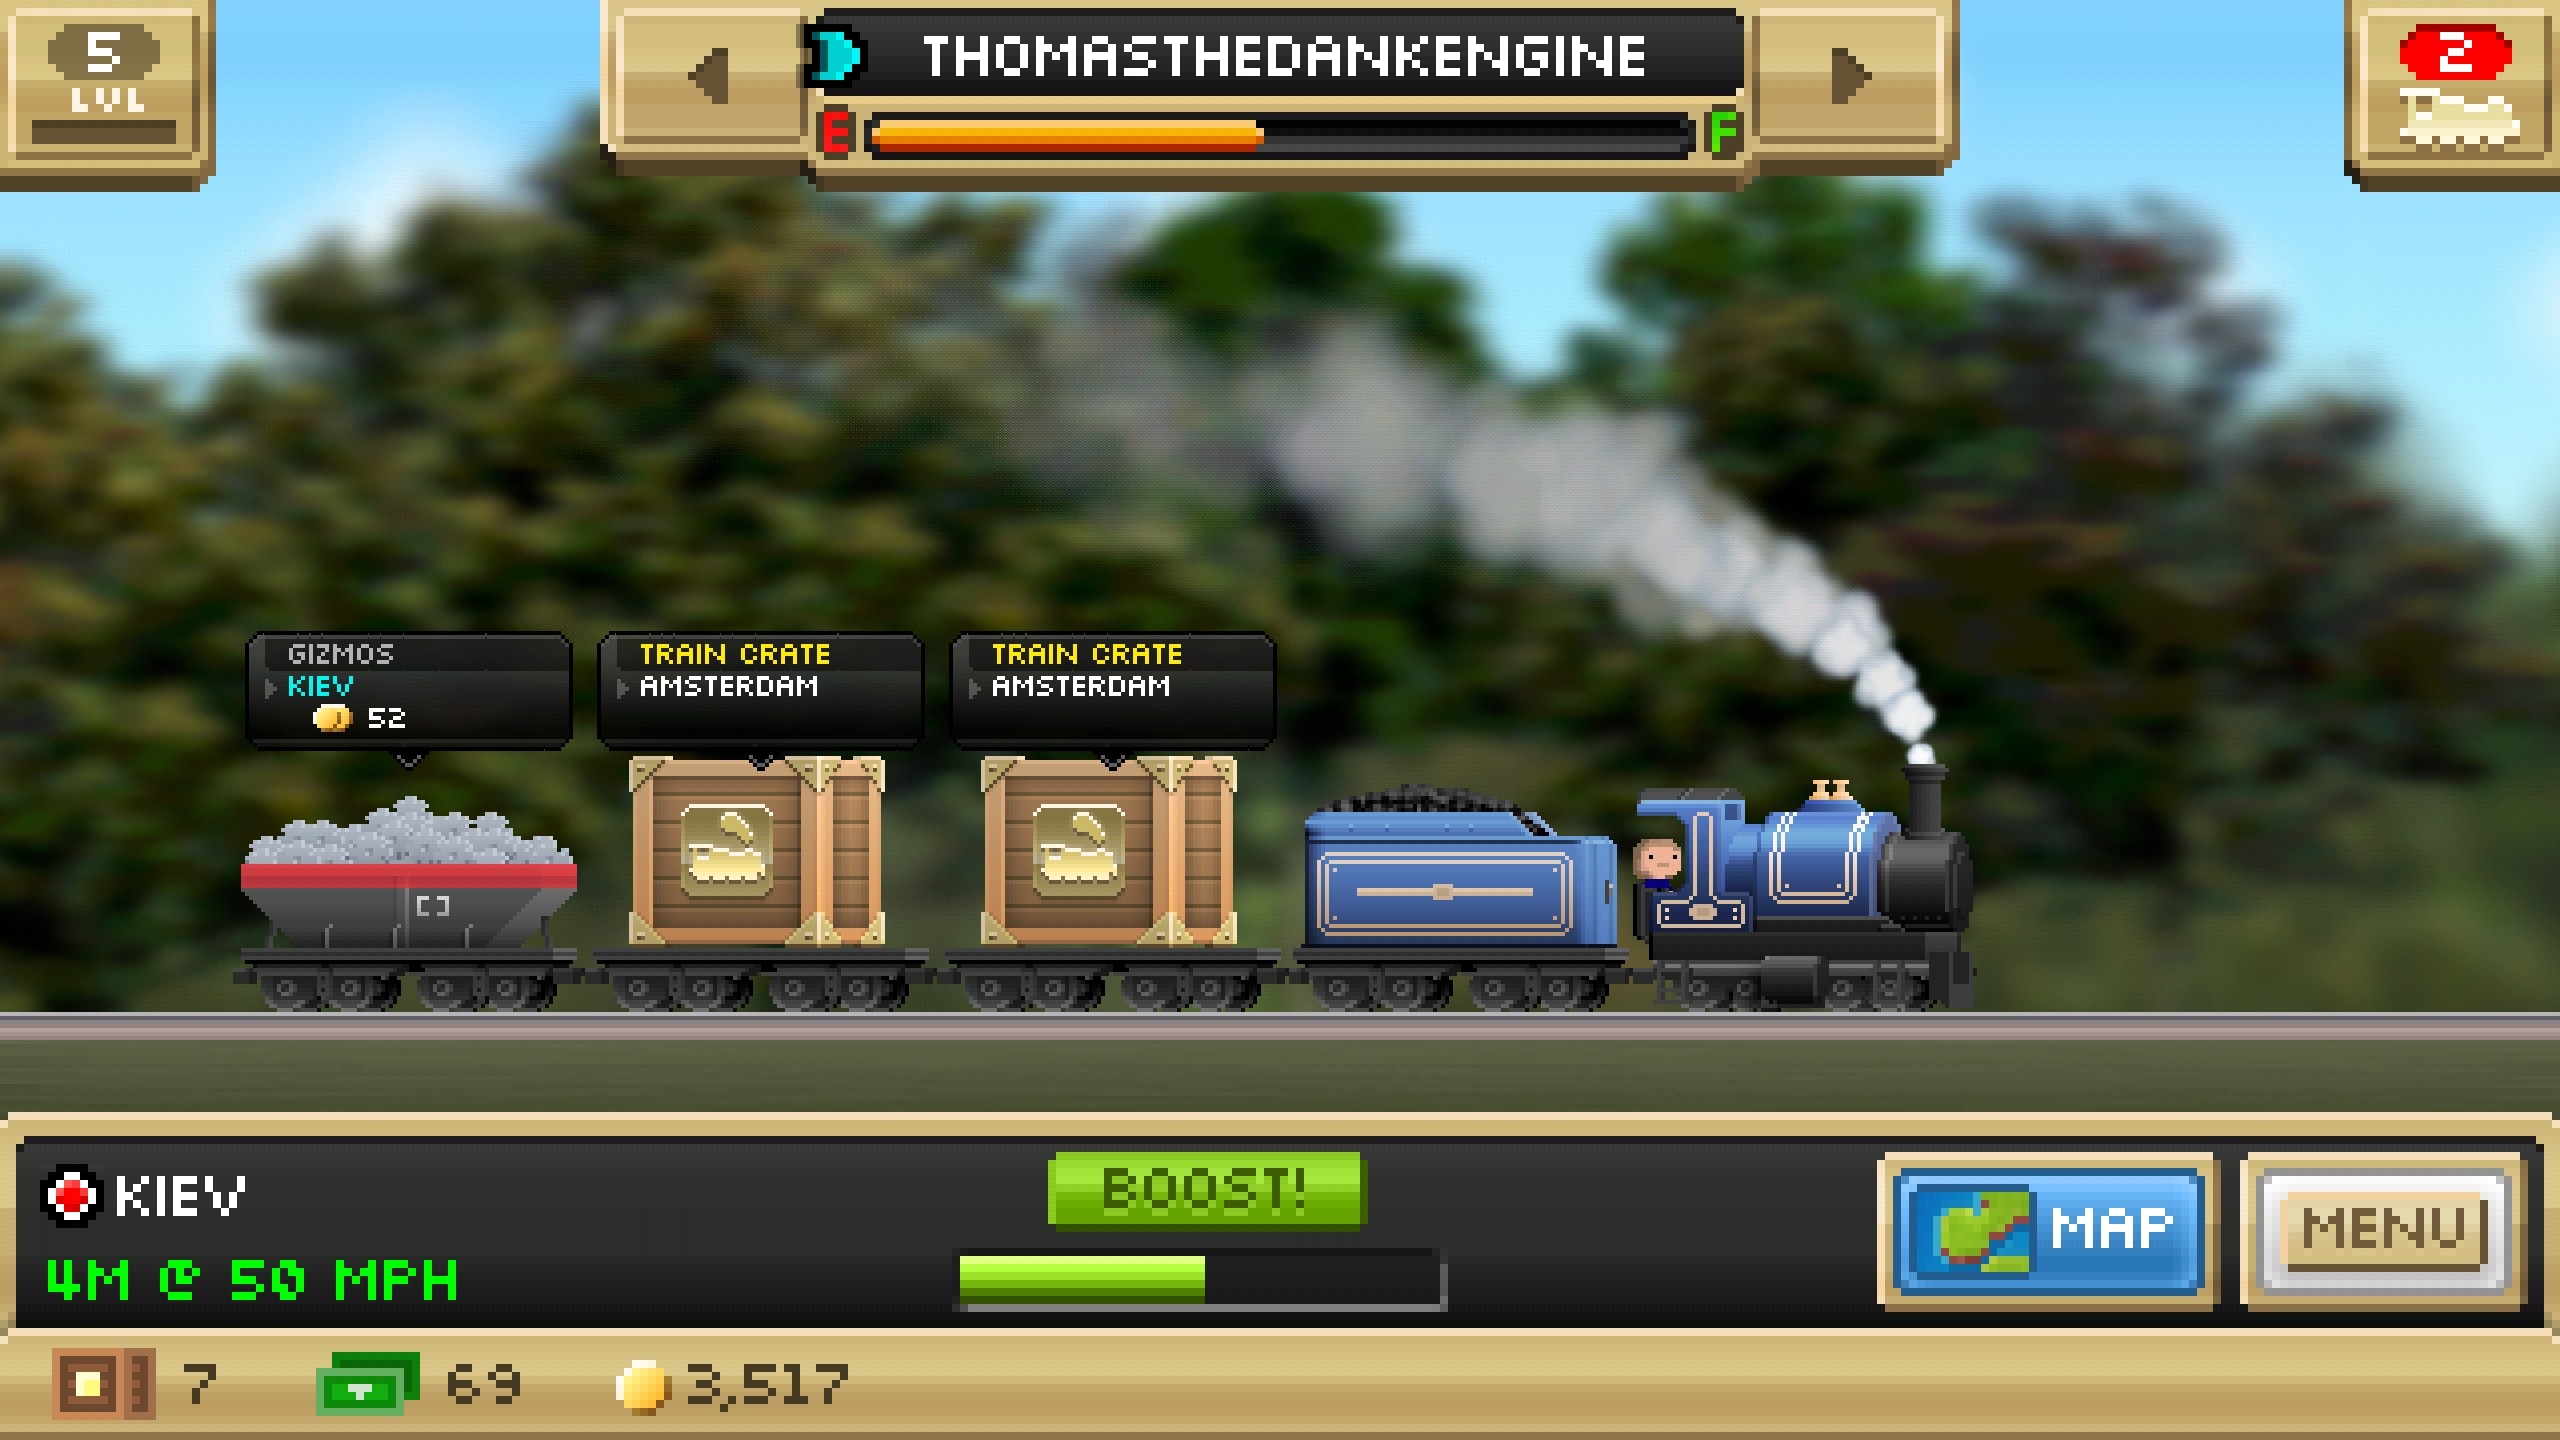 5
LVL
THOMASTHEDANKENGINE
E F
2
GIZMOS
KIEV
52
TRAIN CRATE
AMSTERDAM
TRAIN CRATE
AMSTERDAM
KIEV
4M @ 50 MPH
BOOST!
MAP
MENU
7 69 3,517